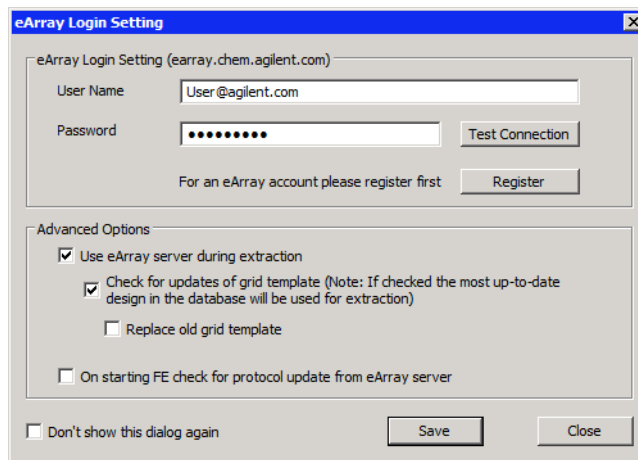 eArray Login Setting
eArray Login Setting (earray.chem.agilent.com)
User Name
User@agilent.com
Password
●●●●●●●●●
Test Connection
For an eArray account please register first
Register
Advanced Options
Use eArray server during extraction
Check for updates of grid template (Note: If checked the most up-to-date
design in the database will be used for extraction)
Replace old grid template
On starting FE check for protocol update from eArray server
Don't show this dialog again
Save
Close